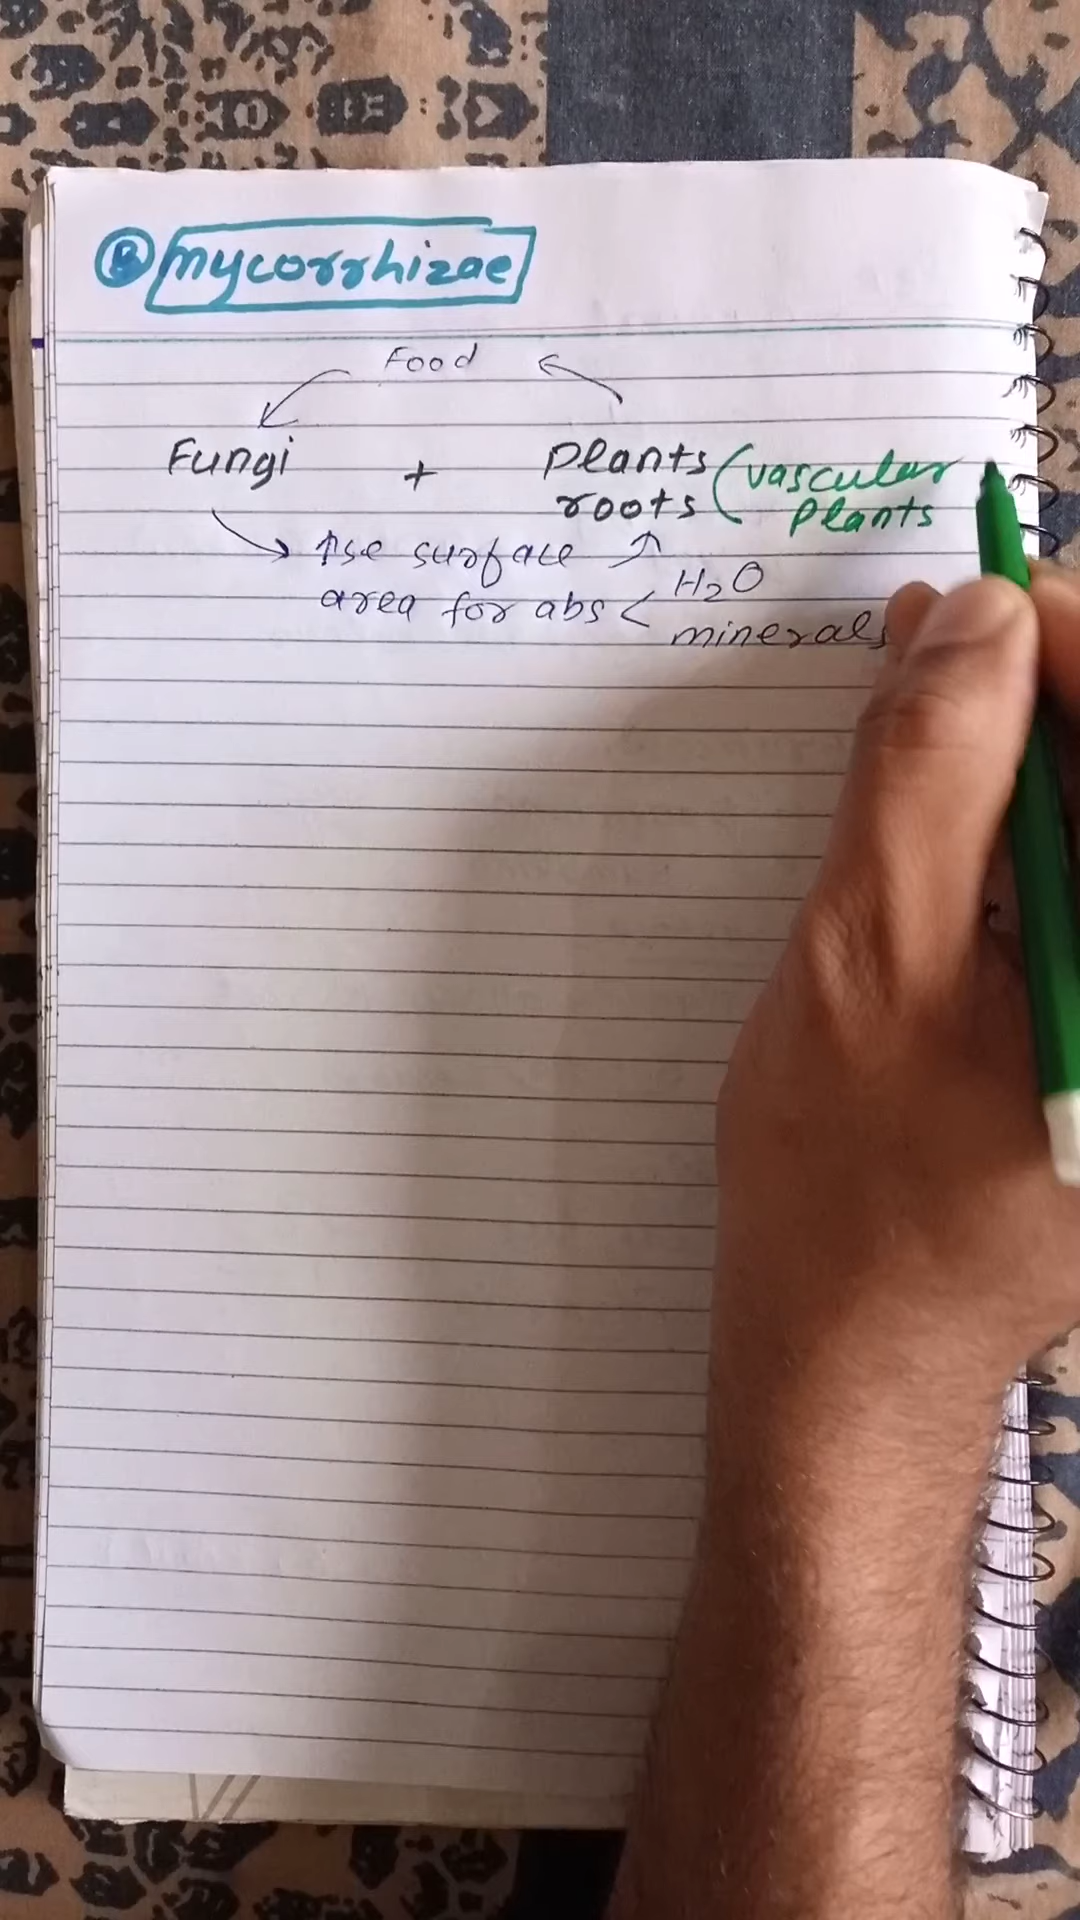 B mycorrhizae
Food
Fungi + plants (vascular
roots plants
↑se surface
area for abs < H2O
minerals